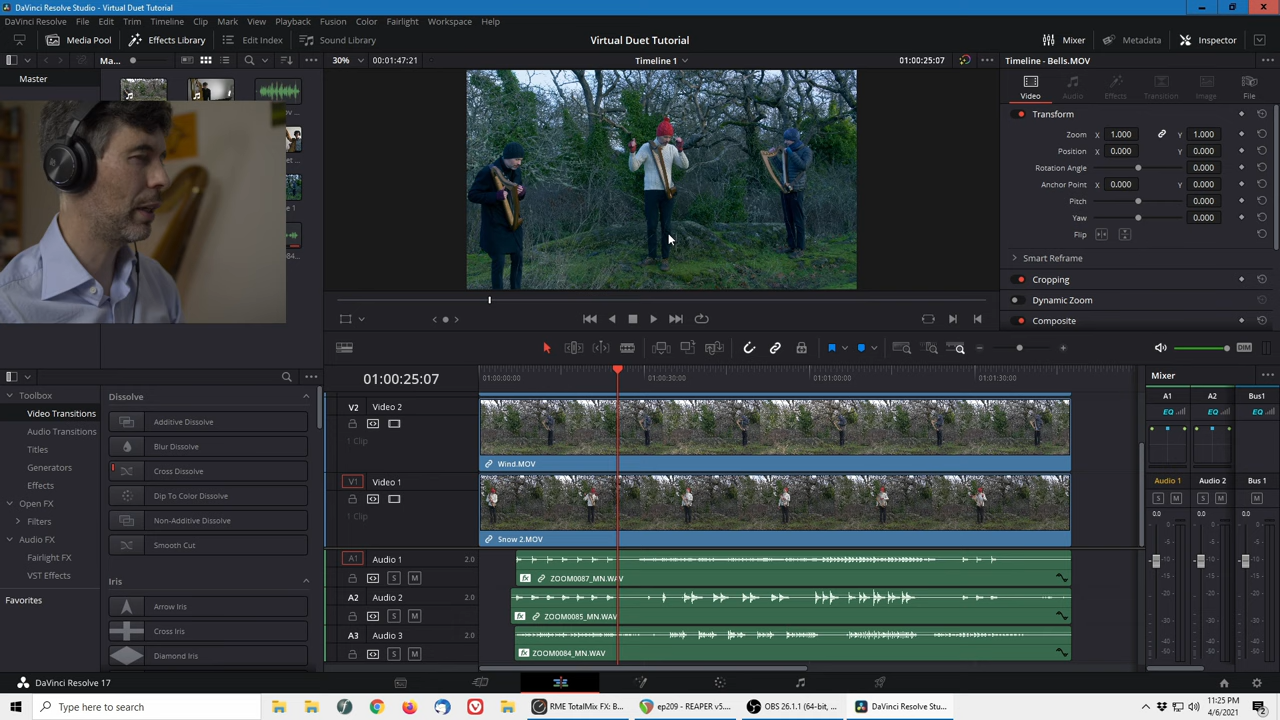 DaVinci Resolve Studio - Virtual Duet Tutorial
DaVinci Resolve File Edit Trim Timeline Clip Mark View Playback Fusion Color Fairlight Workspace Help
Media Pool Effects Library Edit Index Sound Library Virtual Duet Tutorial Mixer Metadata Inspector
Ma... 30% 00:01:47:21 Timeline 1 01:00:25:07 Timeline - Bells.MOV
Master
Video Audio Effects Transition Image File
Transform
Zoom X 1.000 Y 1.000
Position X 0.000 Y 0.000
Rotation Angle 0.000
Anchor Point X 0.000 Y 0.000
Pitch 0.000
Yaw 0.000
Flip
Smart Reframe
Cropping
Dynamic Zoom
Composite
DIM
01:00:25:07
01:00:00:00 01:00:30:00 01:01:00:00 01:01:30:00
Mixer
Toolbox
Video Transitions
Audio Transitions
Titles
Generators
Effects
Open FX
Filters
Audio FX
Fairlight FX
VST Effects
Favorites
Dissolve
Additive Dissolve
Blur Dissolve
Cross Dissolve
Dip To Color Dissolve
Non-Additive Dissolve
Smooth Cut
Iris
Arrow Iris
Cross Iris
Diamond Iris
V2 Video 2
1 Clip
Wind.MOV
V1 Video 1
1 Clip
Snow 2.MOV
A1 Audio 1 2.0
S M
ZOOM0087_MN.WAV
A2 Audio 2 2.0
S M
ZOOM0085_MN.WAV
A3 Audio 3 2.0
S M
ZOOM0084_MN.WAV
A1 A2 Bus1
EQ EQ EQ
Audio 1 Audio 2 Bus 1
S M S M M
0.0 0.0 0.0
DaVinci Resolve 17
Type here to search
RME TotalMix FX: B... ep209 - REAPER v5.... OBS 26.1.1 (64-bit, ... DaVinci Resolve Stu...
11:25 PM
4/6/2021
2